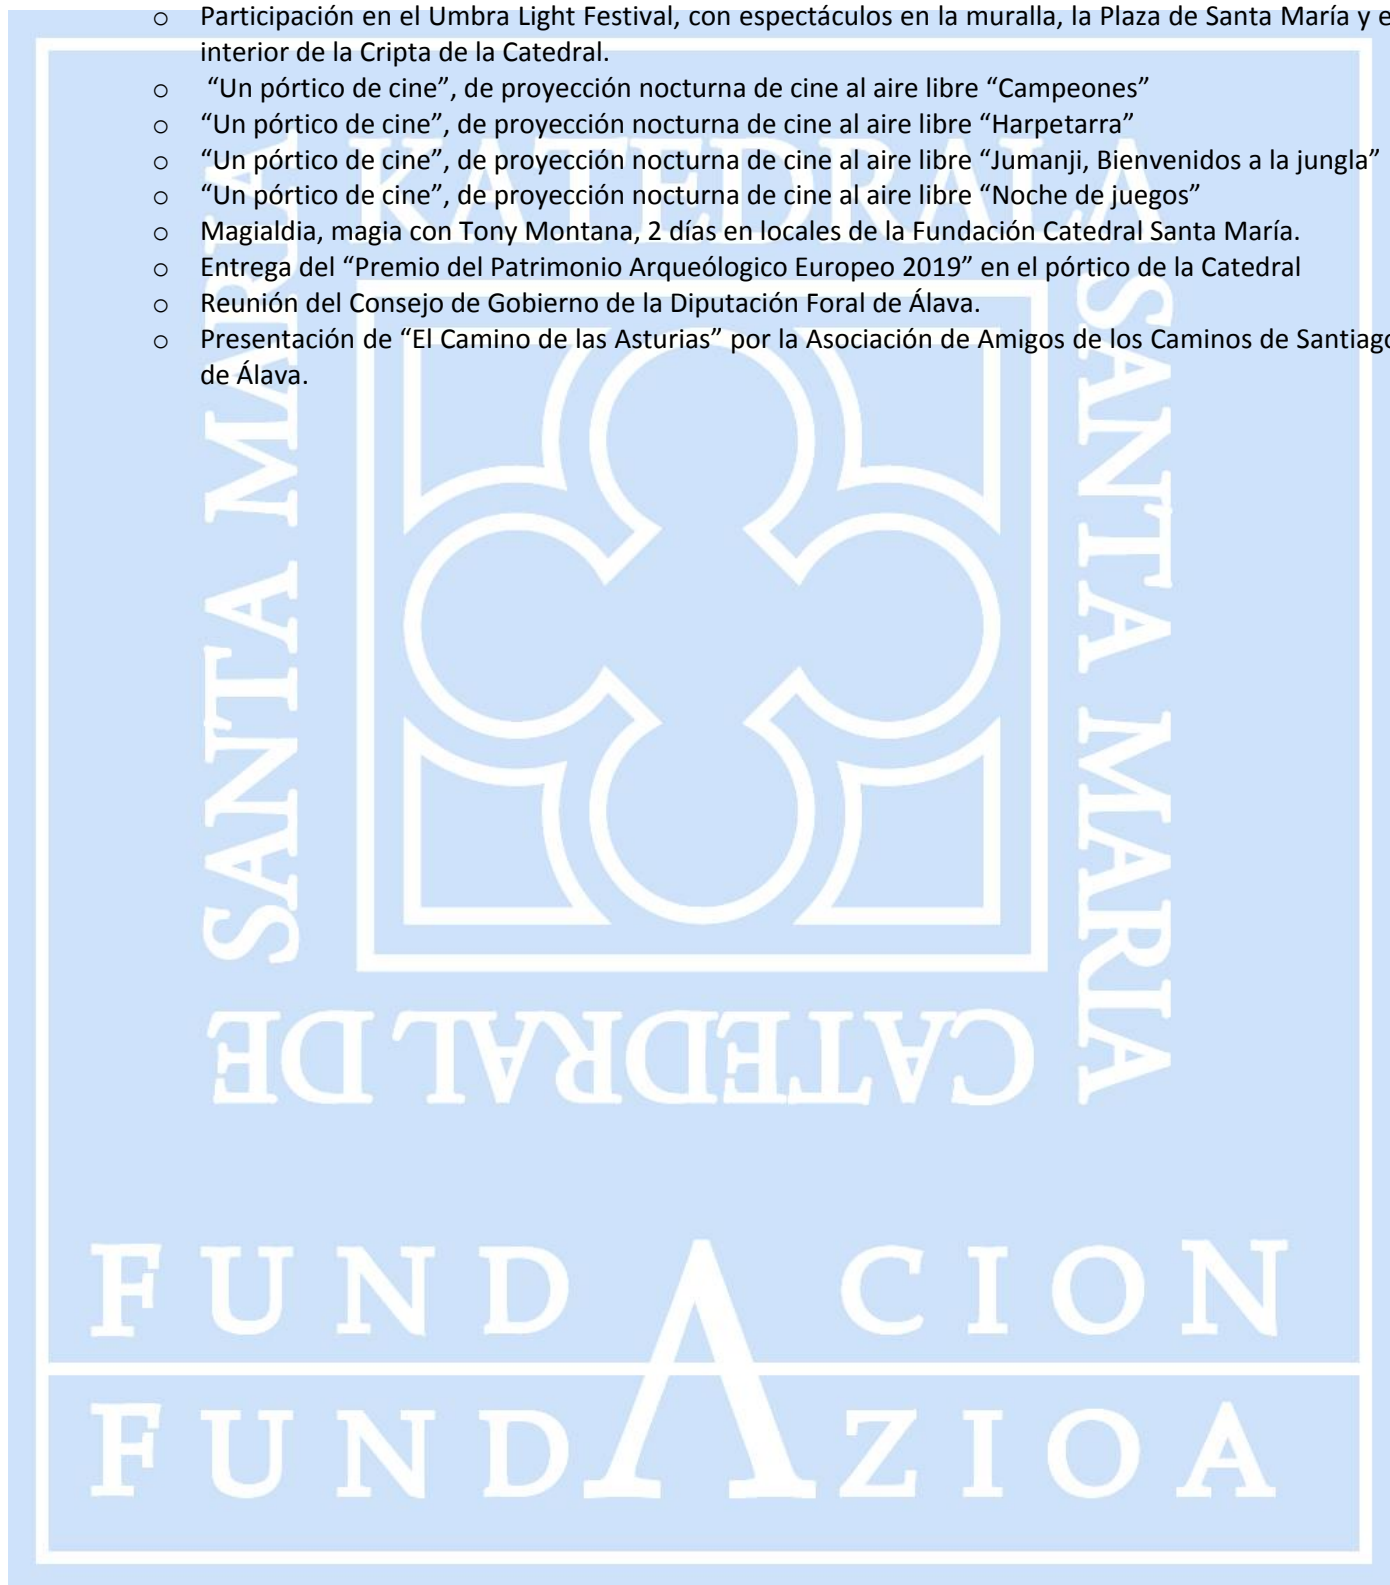 o Participación en el Umbra Light Festival, con espectáculos en la muralla, la Plaza de Santa María y e
interior de la Cripta de la Catedral.
o “Un pórtico de cine”, de proyección nocturna de cine al aire libre “Campeones”
o “Un pórtico de cine”, de proyección nocturna de cine al aire libre “Harpetarra”
o “Un pórtico de cine”, de proyección nocturna de cine al aire libre “Jumanji, Bienvenidos a la jungla”
o “Un pórtico de cine”, de proyección nocturna de cine al aire libre “Noche de juegos”
o Magialdia, magia con Tony Montana, 2 días en locales de la Fundación Catedral Santa María.
o Entrega del “Premio del Patrimonio Arqueólogico Europeo 2019” en el pórtico de la Catedral
o Reunión del Consejo de Gobierno de la Diputación Foral de Álava.
o Presentación de “El Camino de las Asturias” por la Asociación de Amigos de los Caminos de Santiago
de Álava.
KATEDRALA
SANTA MARIA
CATEDRAL DE
SANTA MARIA
FUNDACION
FUNDAZIOA